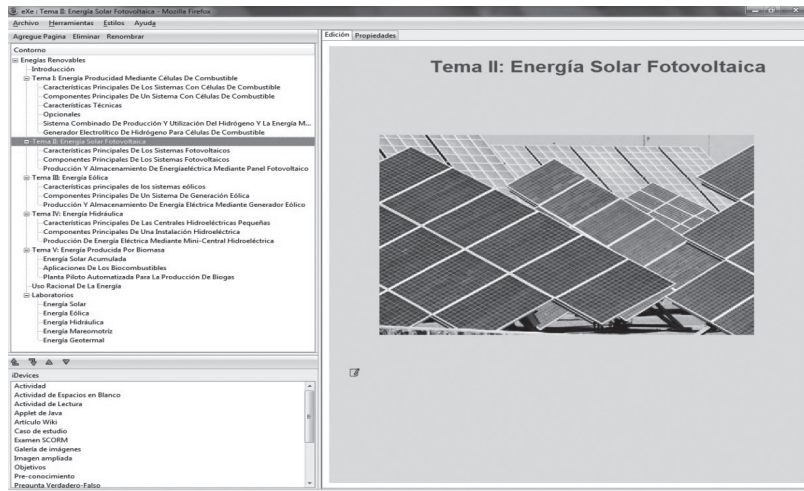 eXe : Tema II: Energía Solar Fotovoltaica - Mozilla Firefox
Archivo Herramientas Estilos Ayuda
Agregue Pagina Eliminar Renombrar
Contorno
Enegías Renovables
Introducción
Tema I: Energía Producidad Mediante Células De Combustible
Características Principales De Los Sistemas Con Células De Combustible
Componentes Principales De Un Sistema Con Células De Combustible
Características Técnicas
Opcionales
Sistema Combinado De Producción Y Utilización Del Hidrógeno Y La Energía M...
Generador Electrolítico De Hidrógeno Para Células De Combustible
Tema II: Energía Solar Fotovoltaica
Características Principales De Los Sistemas Fotovoltaicos
Componentes Principales De Los Sistemas Fotovoltaicos
Producción Y Almacenamiento De Energíaeléctrica Mediante Panel Fotovoltaico
Tema III: Energía Eólica
Características principales de los sistemas eólicos
Componentes Principales De Un Sistema De Generación Eólica
Producción Y Almacenamiento De Energía Eléctrica Mediante Generador Eólico
Tema IV: Energía Hidráulica
Características Principales De Las Centrales Hidroeléctricas Pequeñas
Componentes Principales De Una Instalación Hidroeléctrica
Producción De Energía Eléctrica Mediante Mini-Central Hidroeléctrica
Tema V: Energía Producida Por Biomasa
Energía Solar Acumulada
Aplicaciones De Los Biocombustibles
Planta Piloto Automatizada Para La Producción De Biogas
Uso Racional De La Energía
Laboratorios
Energía Solar
Energía Eólica
Energía Hidráulica
Energía Mareomotriz
Energía Geotermal
iDevices
Actividad
Actividad de Espacios en Blanco
Actividad de Lectura
Applet de Java
Artículo Wiki
Caso de estudio
Examen SCORM
Galería de imágenes
Imagen ampliada
Objetivos
Pre-conocimiento
Pregunta Verdadero-Falso
Edición Propiedades
Tema II: Energía Solar Fotovoltaica